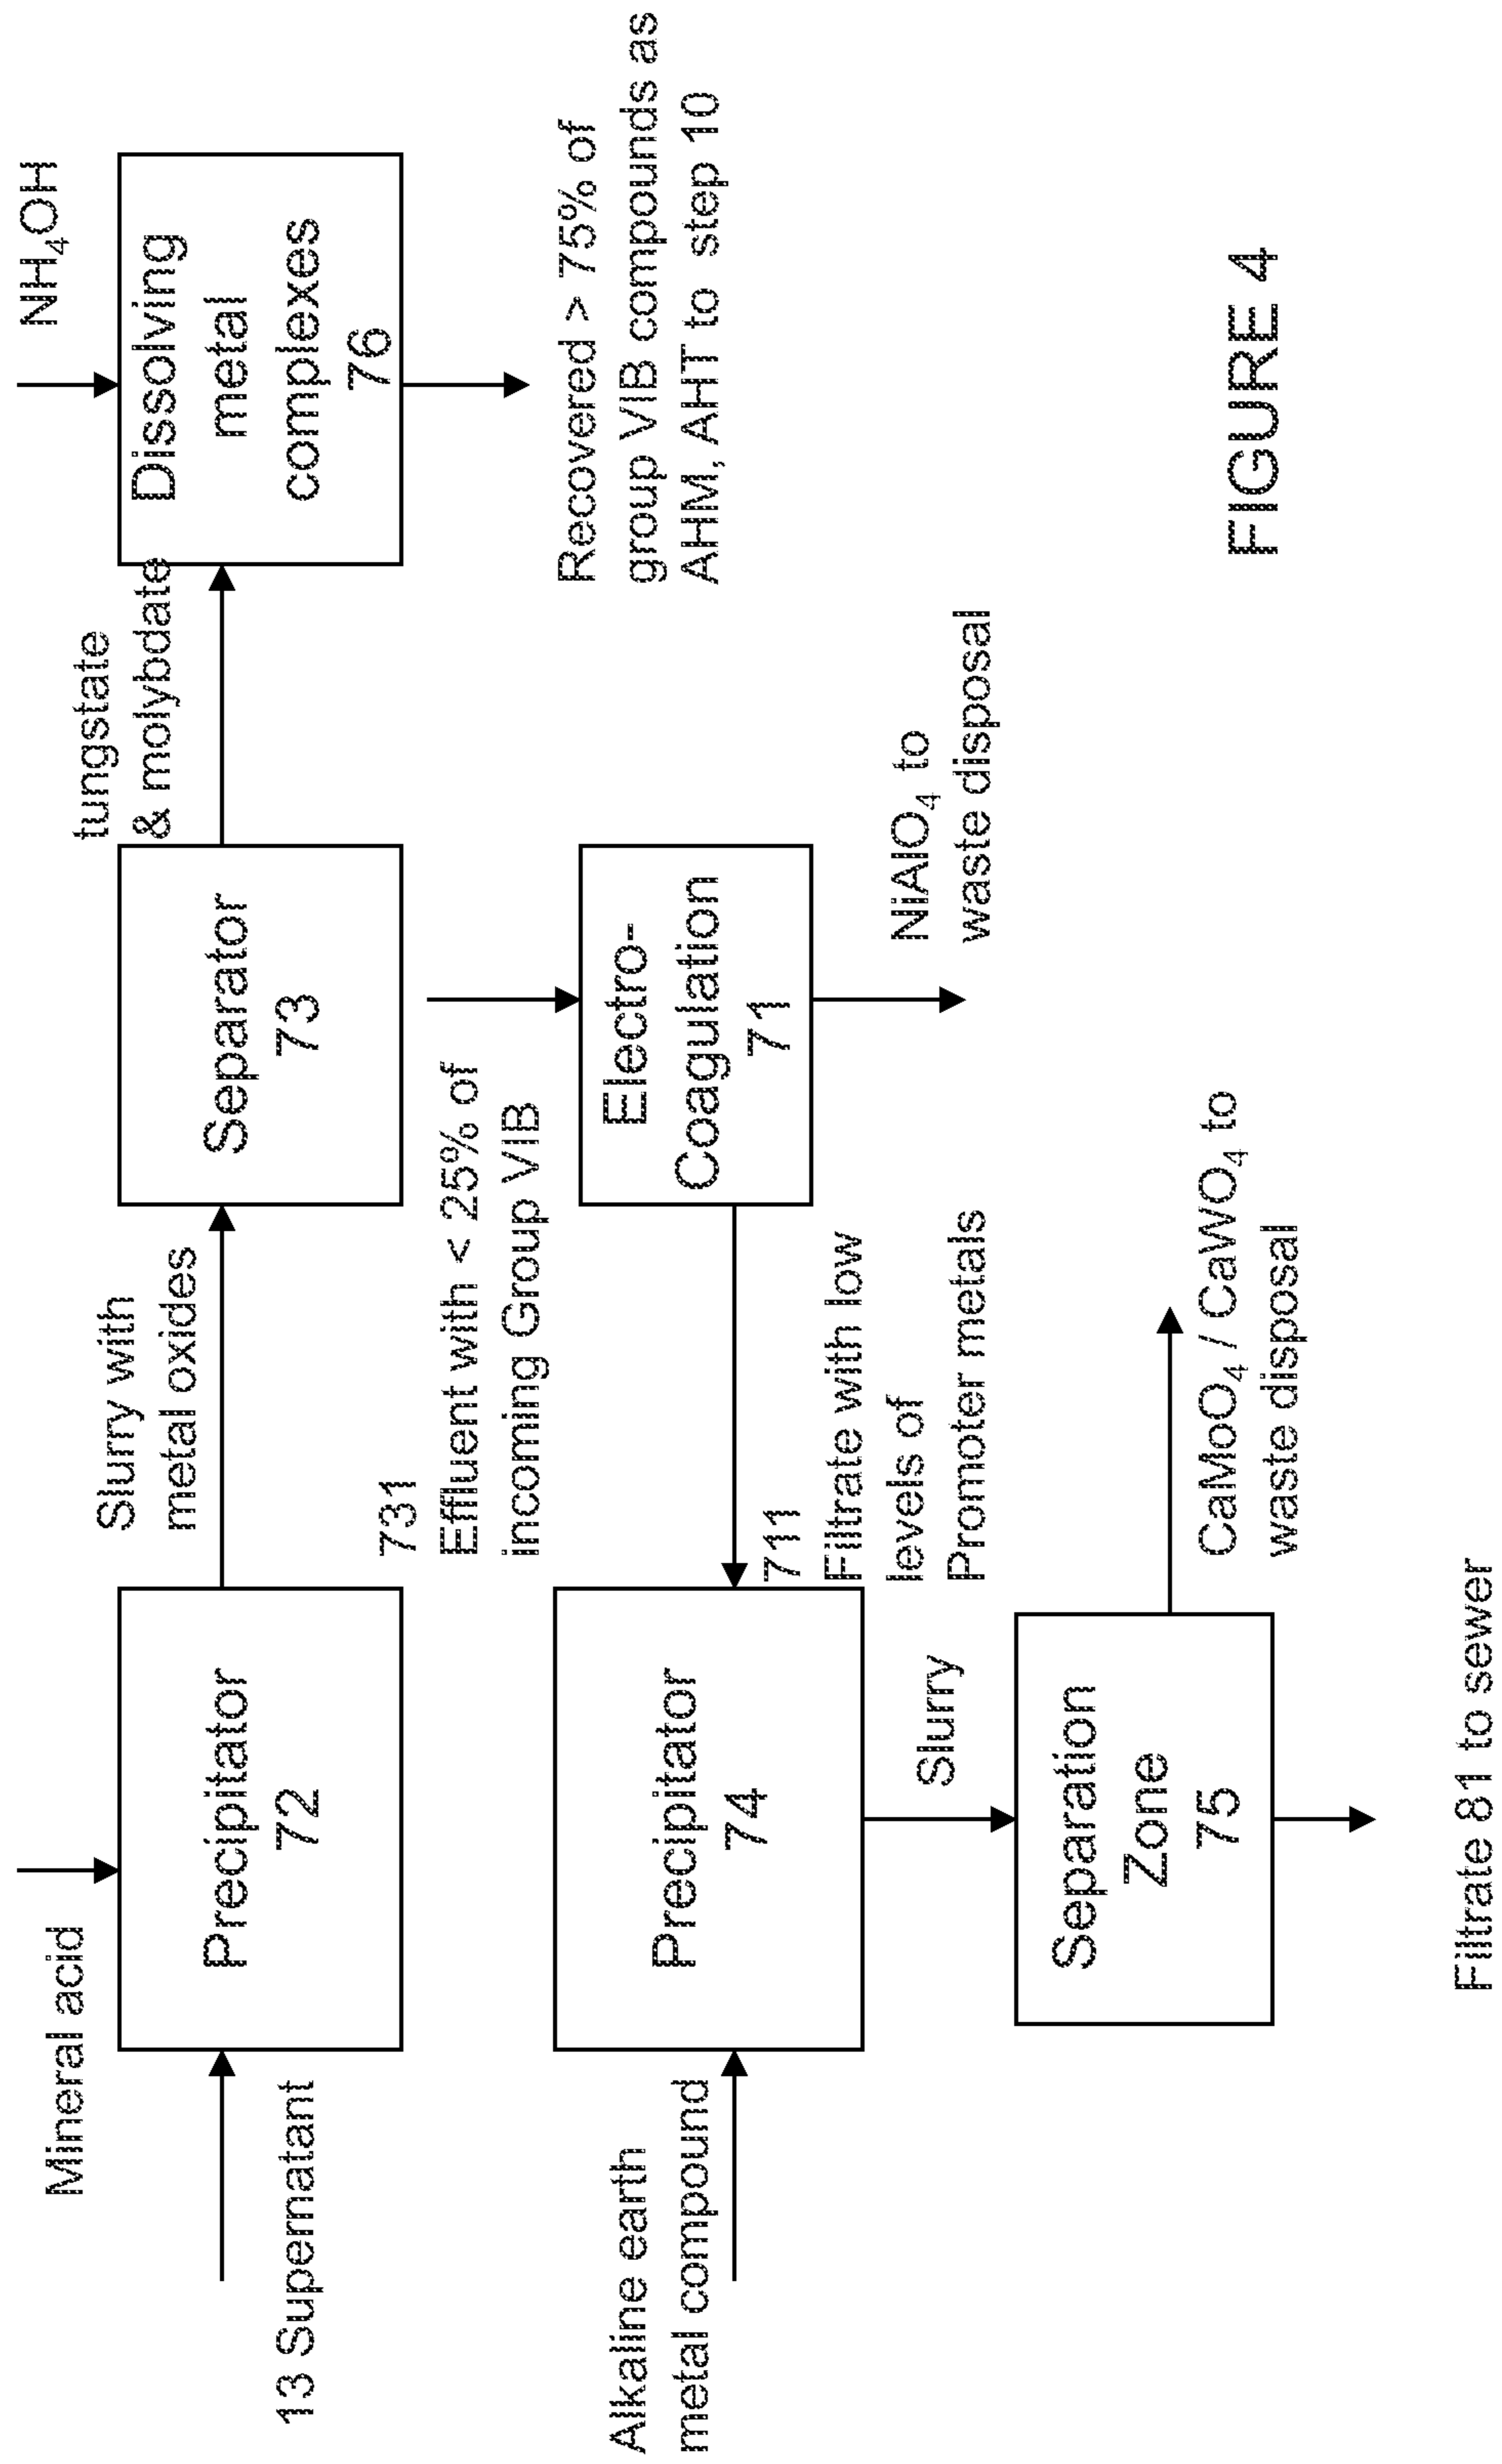 Mineral acid
NH4OH
13 Supernatant
Precipitator
72
Slurry with
metal oxides
Separator
73
tungstate
& molybdate
Dissolving
metal
complexes
76
731
Effluent with < 25% of
incoming Group VIB
Recovered > 75% of
group VIB compounds as
AHM, AHT to step 10
Alkaline earth
metal compound
Precipitator
74
711
Filtrate with low
levels of
Promoter metals
Electro-
Coagulation
71
NiAlO4 to
waste disposal
Slurry
Separation
Zone
75
CaMoO4 / CaWO4 to
waste disposal
Filtrate 81 to sewer
FIGURE 4